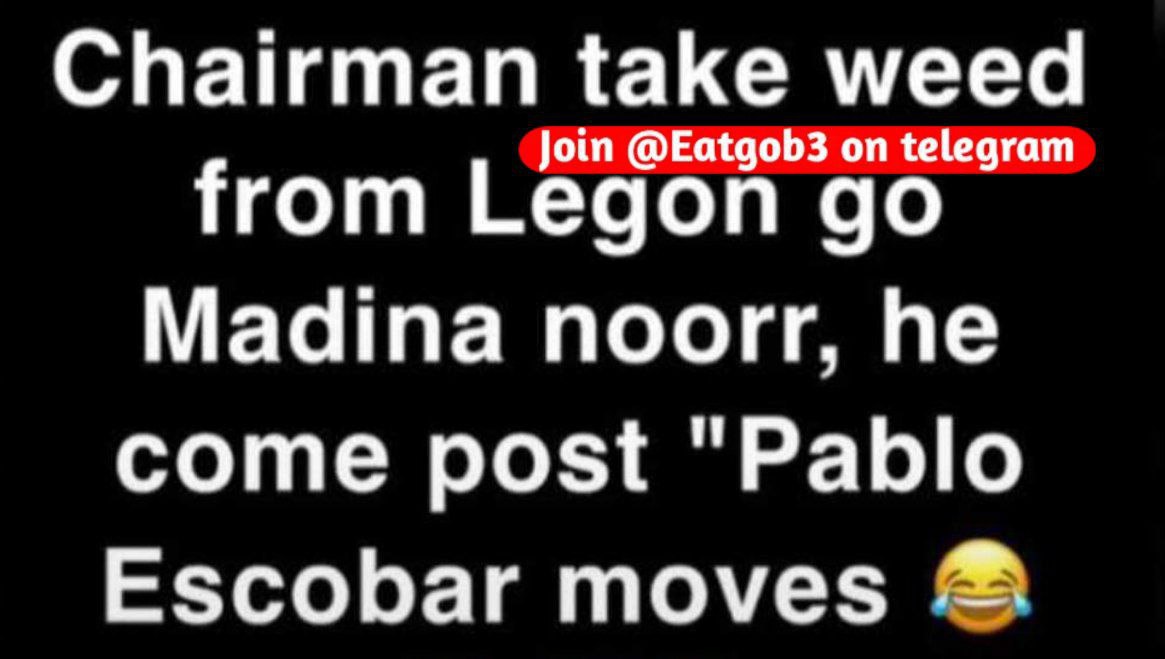 Chairman take weed
Join @Eatgob3 on telegram
from Legon go
Madina noorr, he
come post "Pablo
Escobar moves 😂